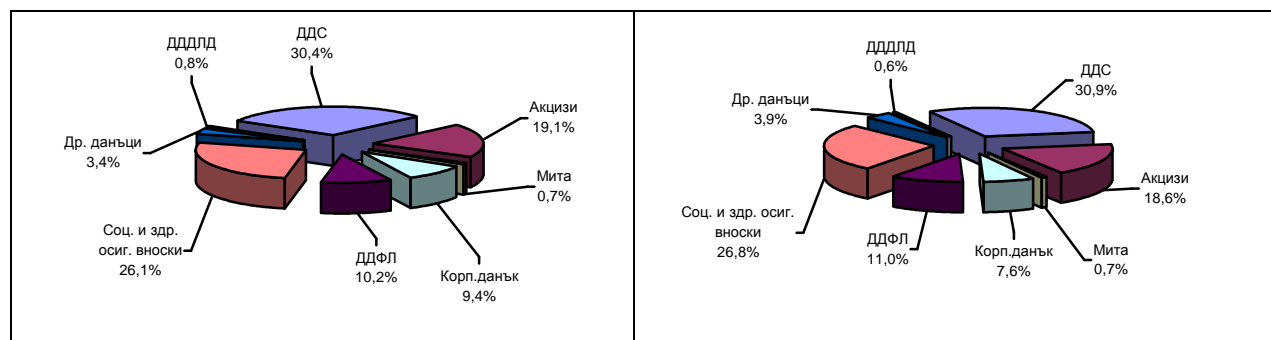 ДДС
30,4%
Акцизи
19,1%
Мита
0,7%
Корп.данък
9,4%
ДДФЛ
10,2%
Соц. и здр.
осиг. вноски
26,1%
Др. данъци
3,4%
ДДДЛД
0,8%
ДДС
30,9%
Акцизи
18,6%
Мита
0,7%
Корп.данък
7,6%
ДДФЛ
11,0%
Соц. и здр. осиг.
вноски
26,8%
Др. данъци
3,9%
ДДДЛД
0,6%